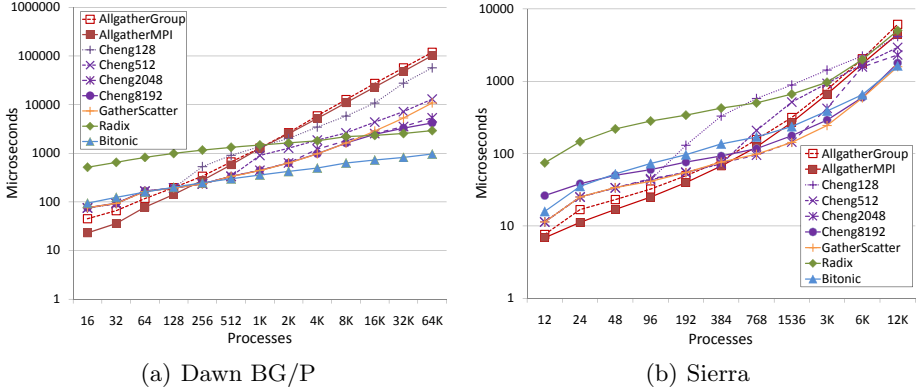 AllgatherGroup
AllgatherMPI
Cheng128
Cheng512
Cheng2048
Cheng8192
GatherScatter
Radix
Bitonic
1000000
100000
10000
1000
100
10
1
Microseconds
16 32 64 128 256 512 1K 2K 4K 8K 16K 32K 64K
Processes
(a) Dawn BG/P
10000
1000
100
10
1
Microseconds
AllgatherGroup
AllgatherMPI
Cheng128
Cheng512
Cheng2048
Cheng8192
GatherScatter
Radix
Bitonic
12 24 48 96 192 384 768 1536 3K 6K 12K
Processes
(b) Sierra